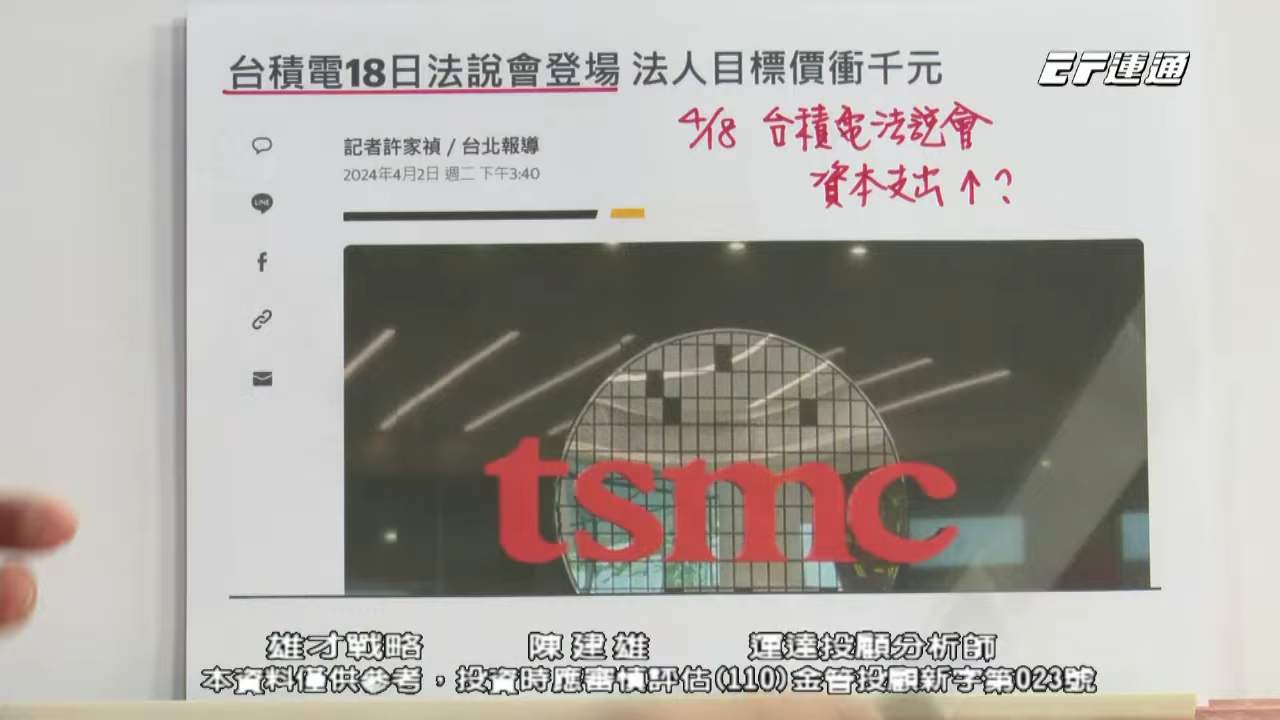 台積電18日法說會登場 法人目標價衝千元
EF運通
4/18 台積電法說會
資本支出↑?
記者許家禎 / 台北報導
2024年4月2日 週二 下午3:40
LINE
tsmc
雄才戰略 陳建雄 運達投顧分析師
本資料僅供參考，投資時應審慎評估(110)金管投顧新字第023號